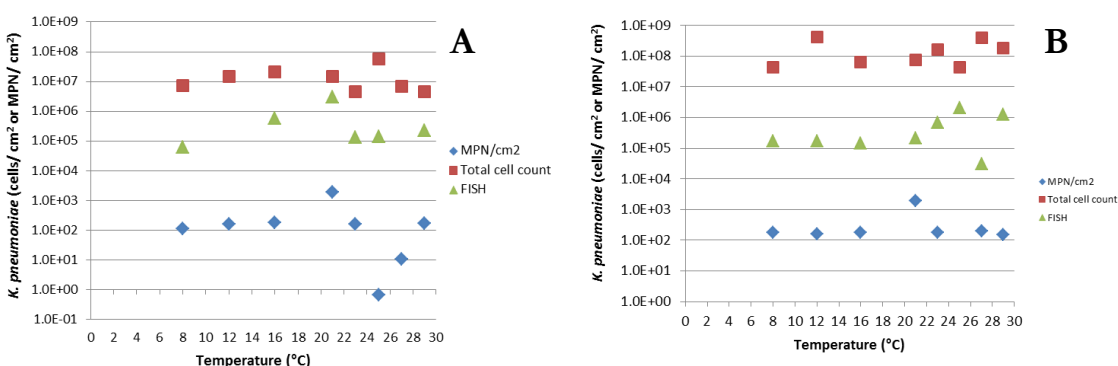 A
K. pneumoniae (cells/ cm² or MPN/ cm²)
1.0E+09
1.0E+08
1.0E+07
1.0E+06
1.0E+05
1.0E+04
1.0E+03
1.0E+02
1.0E+01
1.0E+00
1.0E-01
0 2 4 6 8 10 12 14 16 18 20 22 24 26 28 30
Temperature (°C)
MPN/cm2
Total cell count
FISH
B
K. pneumoniae (cells/ cm² or MPN/ cm²)
1.0E+09
1.0E+08
1.0E+07
1.0E+06
1.0E+05
1.0E+04
1.0E+03
1.0E+02
1.0E+01
1.0E+00
0 2 4 6 8 10 12 14 16 18 20 22 24 26 28 30
Temperature (°C)
MPN/cm2
Total cell count
FISH